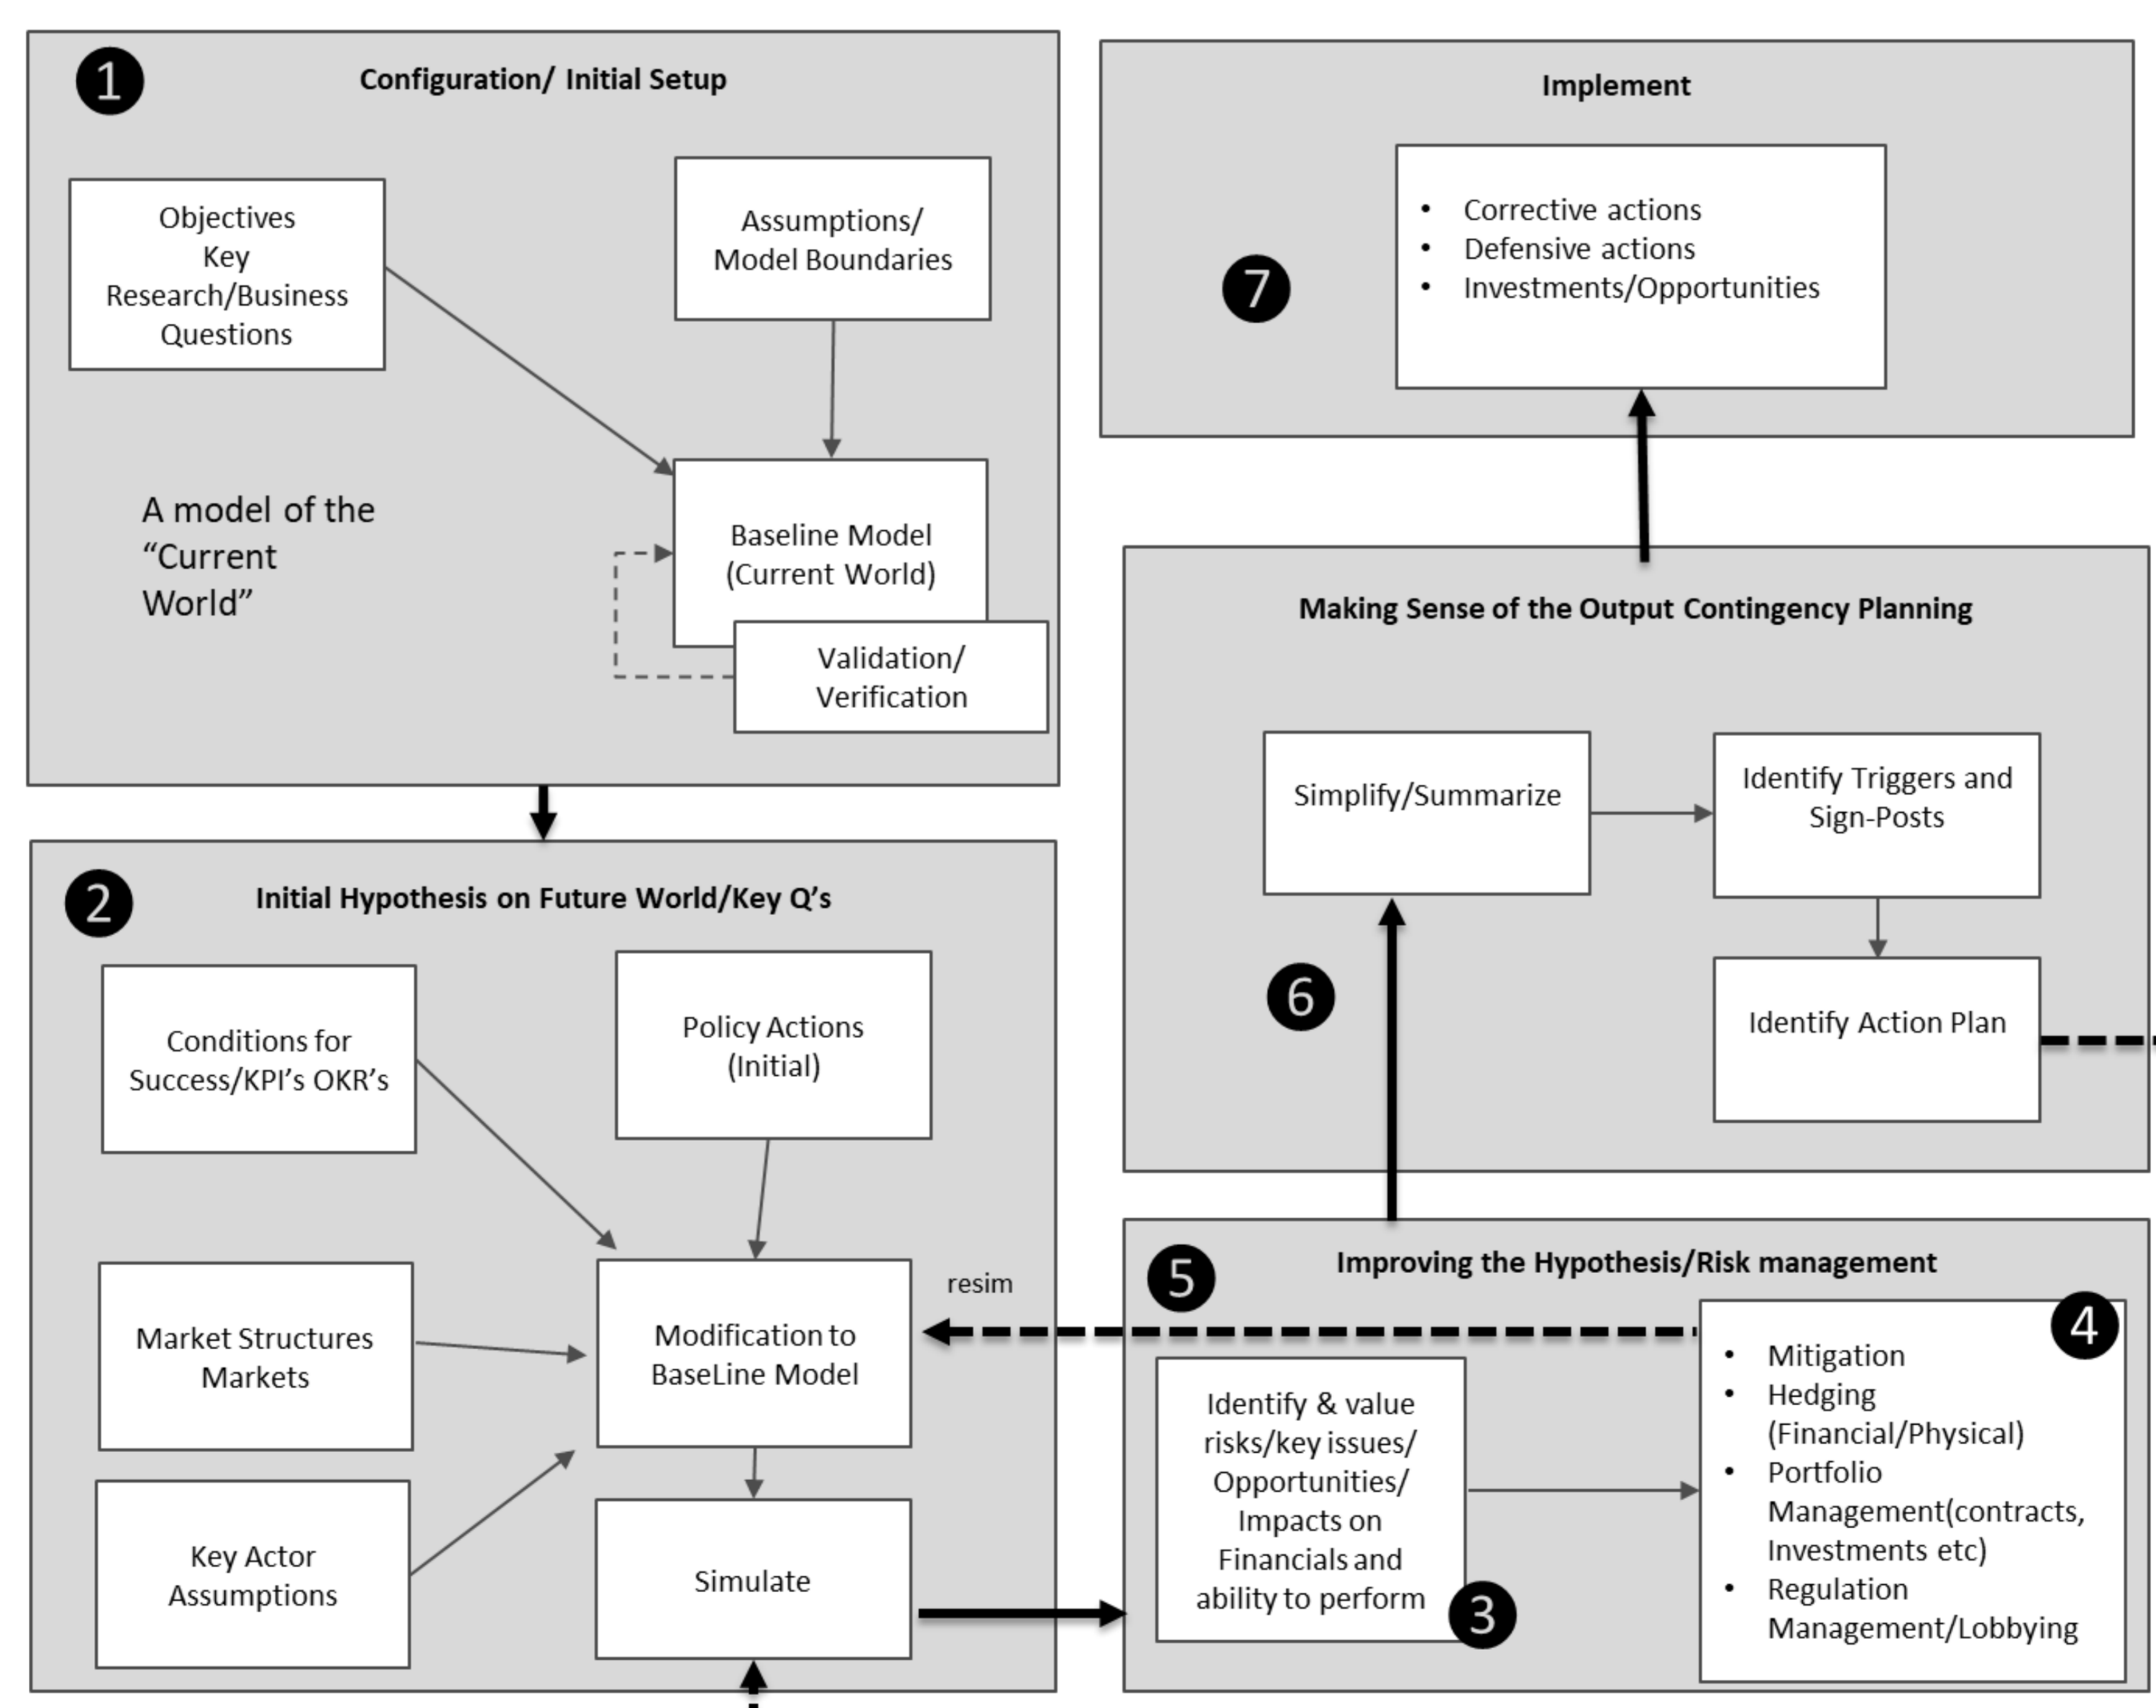 1
Configuration/ Initial Setup
Objectives
Key
Research/Business
Questions
Assumptions/
Model Boundaries
A model of the
“Current
World”
Baseline Model
(Current World)
Validation/
Verification
2
Initial Hypothesis on Future World/Key Q’s
Conditions for
Success/KPI’s OKR’s
Policy Actions
(Initial)
Market Structures
Markets
Modification to
BaseLine Model
Key Actor
Assumptions
Simulate
resim
5
Improving the Hypothesis/Risk management
Identify & value
risks/key issues/
Opportunities/
Impacts on
Financials and
ability to perform
3
4
• Mitigation
• Hedging
(Financial/Physical)
• Portfolio
Management(contracts,
Investments etc)
• Regulation
Management/Lobbying
Making Sense of the Output Contingency Planning
Simplify/Summarize
Identify Triggers and
Sign-Posts
6
Identify Action Plan
Implement
7
• Corrective actions
• Defensive actions
• Investments/Opportunities